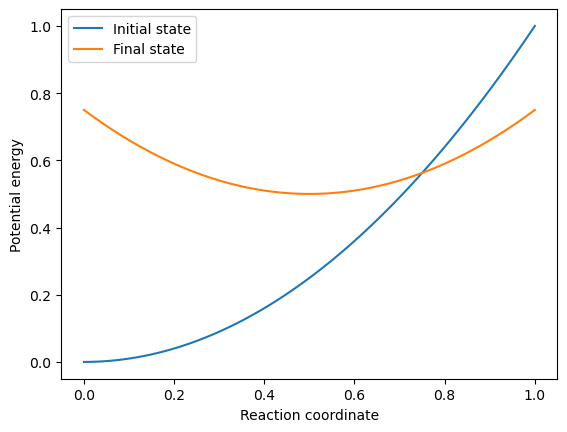 Initial state
Final state
Potential energy
1.0
0.8
0.6
0.4
0.2
0.0
0.0 0.2 0.4 0.6 0.8 1.0
Reaction coordinate